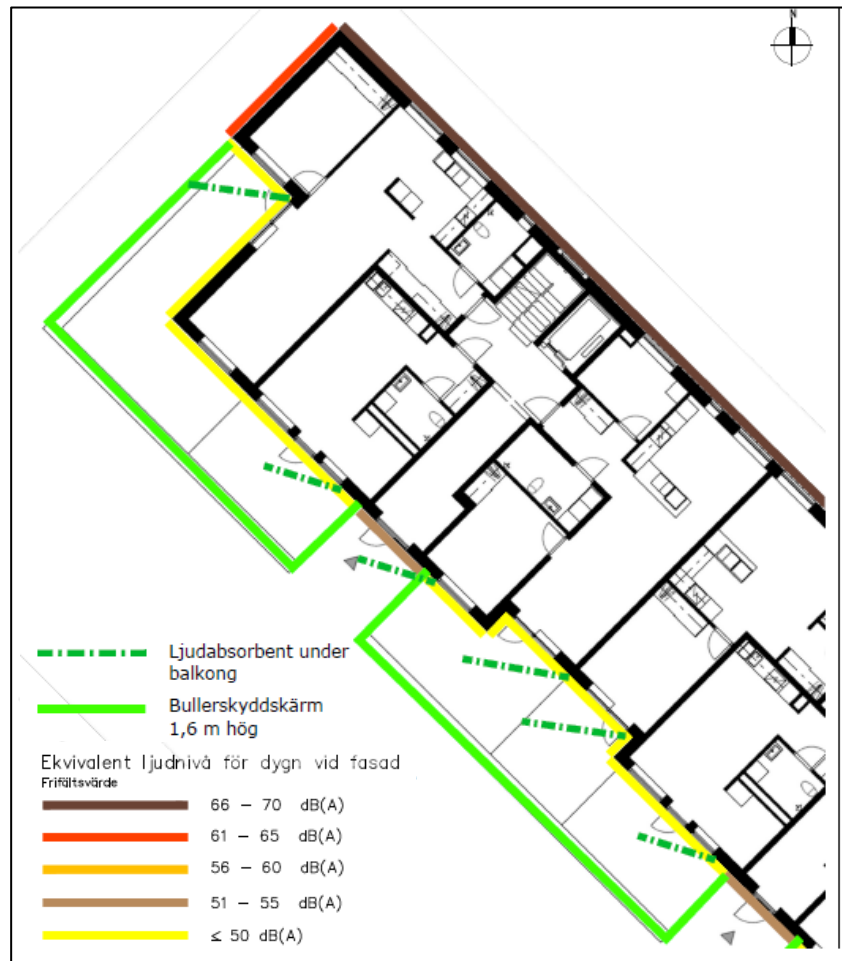 N
Ljudabsorbent under
balkong
Bullerskyddskärm
1,6 m hög
Ekvivalent ljudnivå för dygn vid fasad
Frifältsvärde
66 – 70 dB(A)
61 – 65 dB(A)
56 – 60 dB(A)
51 – 55 dB(A)
≤ 50 dB(A)